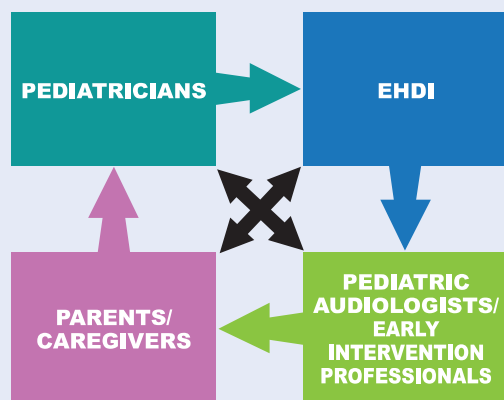 PEDIATRICIANS
EHDI
PARENTS/
CAREGIVERS
PEDIATRIC
AUDIOLOGISTS/
EARLY
INTERVENTION
PROFESSIONALS